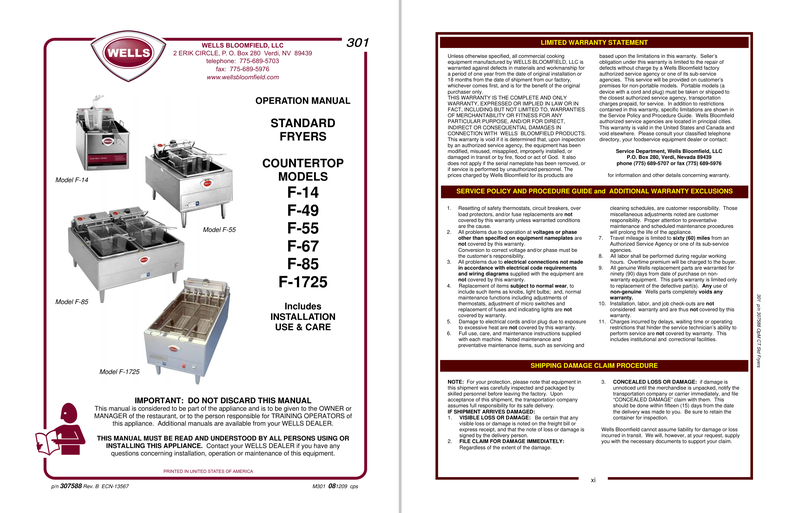 301
WELLS BLOOMFIELD, LLC
2 ERIK CIRCLE, P. O. Box 280 Verdi, NV 89439
telephone: 775-689-5703
fax: 775-689-5976
www.wellsbloomfield.com
WELLS
OPERATION MANUAL
STANDARD
FRYERS
COUNTERTOP
MODELS
F-14
F-49
F-55
F-67
F-85
F-1725
Includes
INSTALLATION
USE & CARE
Model F-14
Model F-55
Model F-85
Model F-1725
IMPORTANT: DO NOT DISCARD THIS MANUAL
This manual is considered to be part of the appliance and is to be given to the OWNER or
MANAGER of the restaurant, or to the person responsible for TRAINING OPERATORS of
this appliance. Additional manuals are available from your WELLS DEALER.
THIS MANUAL MUST BE READ AND UNDERSTOOD BY ALL PERSONS USING OR
INSTALLING THIS APPLIANCE. Contact your WELLS DEALER if you have any
questions concerning installation, operation or maintenance of this equipment.
PRINTED IN UNITED STATES OF AMERICA
p/n 307588 Rev. B ECN-13567
M301 081209 cps
LIMITED WARRANTY STATEMENT
Unless otherwise specified, all commercial cooking
equipment manufactured by WELLS BLOOMFIELD, LLC is
warranted against defects in materials and workmanship for
a period of one year from the date of original installation or
18 months from the date of shipment from our factory,
whichever comes first, and is for the benefit of the original
purchaser only.
THIS WARRANTY IS THE COMPLETE AND ONLY
WARRANTY, EXPRESSED OR IMPLIED IN LAW OR IN
FACT, INCLUDING BUT NOT LIMITED TO, WARRANTIES
OF MERCHANTABILITY OR FITNESS FOR ANY
PARTICULAR PURPOSE, AND/OR FOR DIRECT,
INDIRECT OR CONSEQUENTIAL DAMAGES IN
CONNECTION WITH WELLS BLOOMFIELD PRODUCTS.
This warranty is void if it is determined that, upon inspection
by an authorized service agency, the equipment has been
modified, misused, misapplied, improperly installed, or
damaged in transit or by fire, flood or act of God. It also
does not apply if the serial nameplate has been removed, or
if service is performed by unauthorized personnel. The
prices charged by Wells Bloomfield for its products are
based upon the limitations in this warranty. Seller's
obligation under this warranty is limited to the repair of
defects without charge by a Wells Bloomfield factory
authorized service agency or one of its sub-service
agencies. This service will be provided on customer's
premises for non-portable models. Portable models (a
device with a cord and plug) must be taken or shipped to
the closest authorized service agency, transportation
charges prepaid, for service. In addition to restrictions
contained in this warranty, specific limitations are shown in
the Service Policy and Procedure Guide. Wells Bloomfield
authorized service agencies are located in principal cities.
This warranty is valid in the United States and Canada and
void elsewhere. Please consult your classified telephone
directory, your foodservice equipment dealer or contact:
Service Department, Wells Bloomfield, LLC
P.O. Box 280, Verdi, Nevada 89439
phone (775) 689-5707 or fax (775) 689-5976
for information and other details concerning warranty.
SERVICE POLICY AND PROCEDURE GUIDE and ADDITIONAL WARRANTY EXCLUSIONS
1. Resetting of safety thermostats, circuit breakers, over
load protectors, and/or fuse replacements are not
covered by this warranty unless warranted conditions
are the cause.
2. All problems due to operation at voltages or phase
other than specified on equipment nameplates are
not covered by this warranty.
Conversion to correct voltage and/or phase must be
the customer's responsibility.
3. All problems due to electrical connections not made
in accordance with electrical code requirements
and wiring diagrams supplied with the equipment are
not covered by this warranty.
4. Replacement of items subject to normal wear, to
include such items as knobs, light bulbs; and, normal
maintenance functions including adjustments of
thermostats, adjustment of micro switches and
replacement of fuses and indicating lights are not
covered by warranty.
5. Damage to electrical cords and/or plug due to exposure
to excessive heat are not covered by this warranty.
6. Full use, care, and maintenance instructions supplied
with each machine. Noted maintenance and
preventative maintenance items, such as servicing and
cleaning schedules, are customer responsibility. Those
miscellaneous adjustments noted are customer
responsibility. Proper attention to preventative
maintenance and scheduled maintenance procedures
will prolong the life of the appliance.
7. Travel mileage is limited to sixty (60) miles from an
Authorized Service Agency or one of its sub-service
agencies.
8. All labor shall be performed during regular working
hours. Overtime premium will be charged to the buyer.
9. All genuine Wells replacement parts are warranted for
ninety (90) days from date of purchase on non-
warranty equipment. This parts warranty is limited only
to replacement of the defective part(s). Any use of
non-genuine Wells parts completely voids any
warranty.
10. Installation, labor, and job check-outs are not
considered warranty and are thus not covered by this
warranty.
11. Charges incurred by delays, waiting time or operating
restrictions that hinder the service technician's ability to
perform service are not covered by warranty. This
includes institutional and correctional facilities.
SHIPPING DAMAGE CLAIM PROCEDURE
NOTE: For your protection, please note that equipment in
this shipment was carefully inspected and packaged by
skilled personnel before leaving the factory. Upon
acceptance of this shipment, the transportation company
assumes full responsibility for its safe delivery.
IF SHIPMENT ARRIVES DAMAGED:
1. VISIBLE LOSS OR DAMAGE: Be certain that any
visible loss or damage is noted on the freight bill or
express receipt, and that the note of loss or damage is
signed by the delivery person.
2. FILE CLAIM FOR DAMAGE IMMEDIATELY:
Regardless of the extent of the damage.
3. CONCEALED LOSS OR DAMAGE: if damage is
unnoticed until the merchandise is unpacked, notify the
transportation company or carrier immediately, and file
"CONCEALED DAMAGE" claim with them. This
should be done within fifteen (15) days from the date
the delivery was made to you. Be sure to retain the
container for inspection.
Wells Bloomfield cannot assume liability for damage or loss
incurred in transit. We will, however, at your request, supply
you with the necessary documents to support your claim.
xi
301 p/n 307588 OpM CT Std Fryers